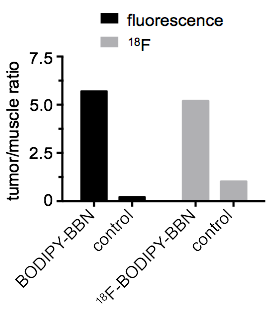 fluorescence
¹⁸F
tumor/muscle ratio
7.5
5.0
2.5
0
BODIPY-BBN
control
¹⁸F-BODIPY-BBN
control